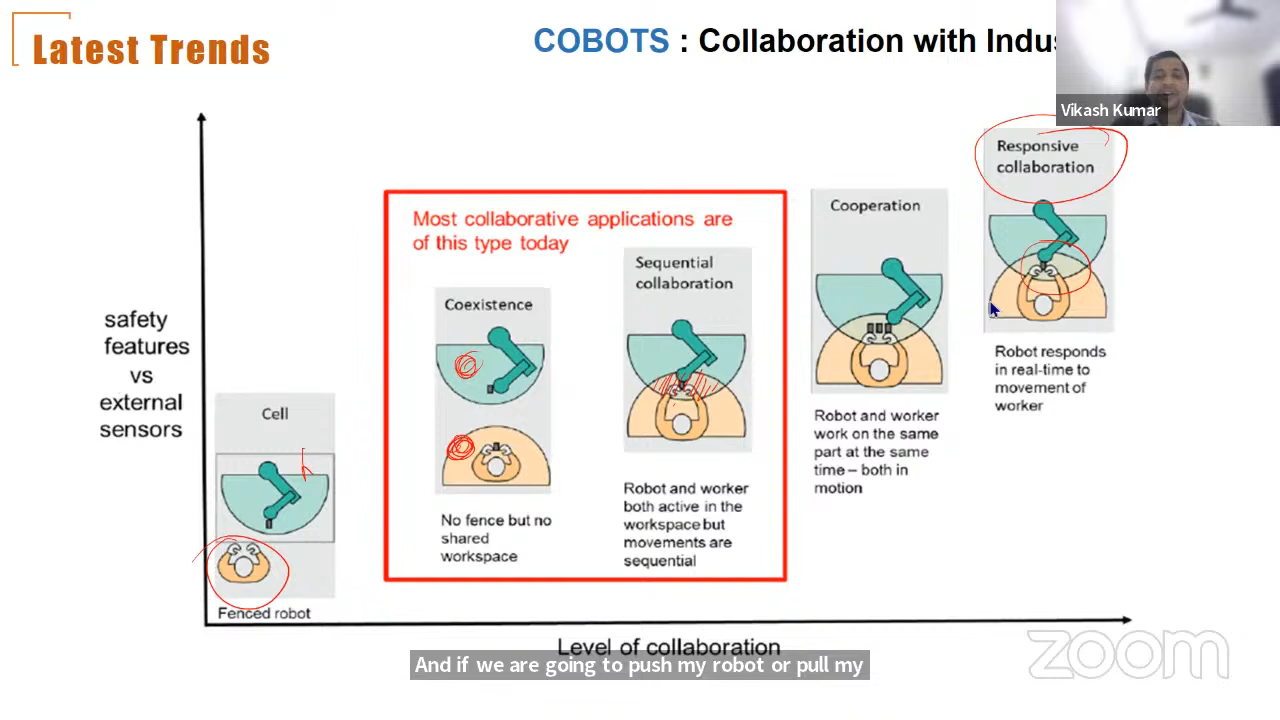 Latest Trends
COBOTS : Collaboration with Indus
Vikash Kumar
Responsive
collaboration
Cooperation
Most collaborative applications are
of this type today
Sequential
collaboration
Coexistence
safety
features
vs
external
sensors
Cell
Robot responds
in real-time to
movement of
worker
Robot and worker
work on the same
part at the same
time – both in
motion
Robot and worker
both active in the
workspace but
movements are
sequential
No fence but no
shared
workspace
Fenced robot
Level of collaboration
And if we are going to push my robot or pull my
zoom